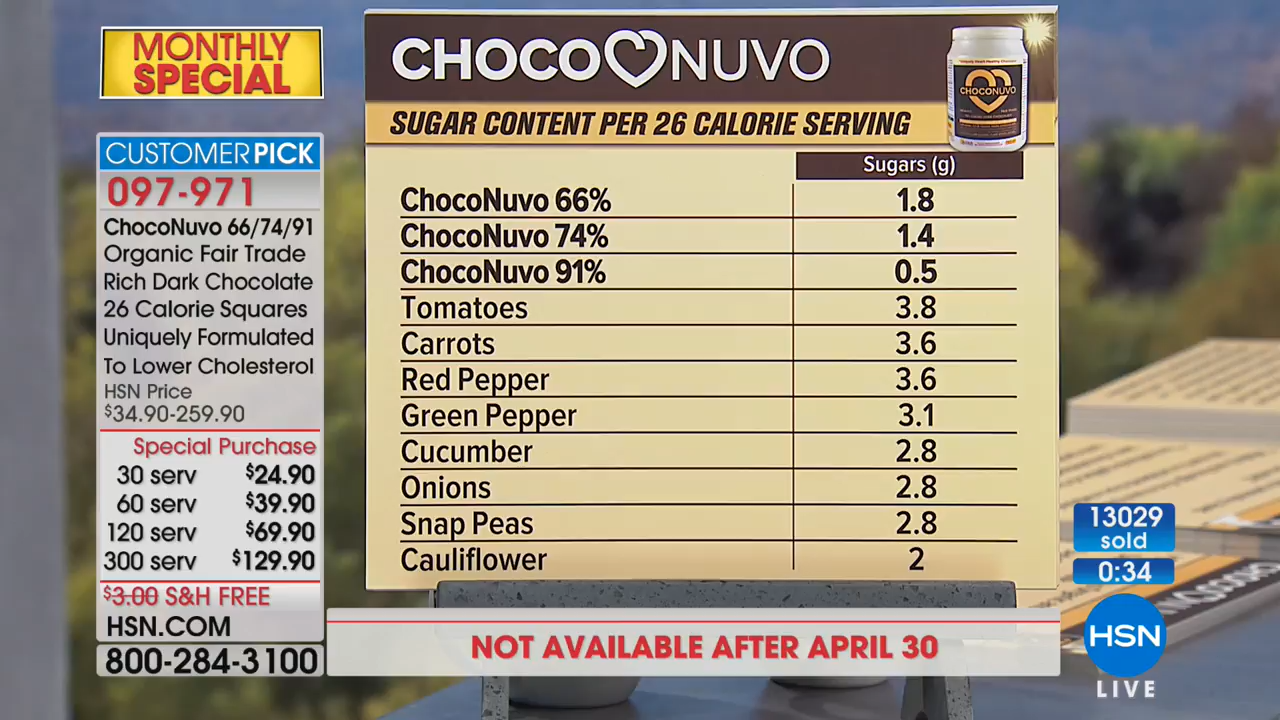 MONTHLY
SPECIAL
CUSTOMER PICK
097-971
ChocoNuvo 66/74/91
Organic Fair Trade
Rich Dark Chocolate
26 Calorie Squares
Uniquely Formulated
To Lower Cholesterol
HSN Price
$34.90-259.90
Special Purchase
30 serv $24.90
60 serv $39.90
120 serv $69.90
300 serv $129.90
$3.00 S&H FREE
HSN.COM
800-284-3100
CHOCONUVO
SUGAR CONTENT PER 26 CALORIE SERVING
CHOCONUVO
Sugars (g)
ChocoNuvo 66% 1.8
ChocoNuvo 74% 1.4
ChocoNuvo 91% 0.5
Tomatoes 3.8
Carrots 3.6
Red Pepper 3.6
Green Pepper 3.1
Cucumber 2.8
Onions 2.8
Snap Peas 2.8
Cauliflower 2
NOT AVAILABLE AFTER APRIL 30
13029
sold
0:34
HSN
LIVE